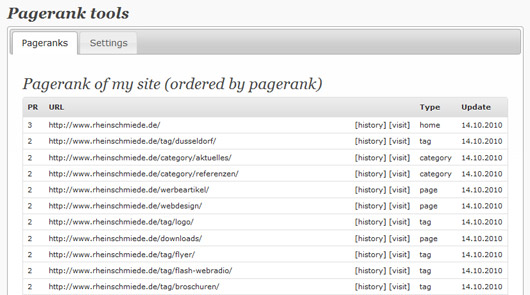 Pagerank tools
Pageranks Settings
Pagerank of my site (ordered by pagerank)
PR URL Type Update
3 http://www.rheinschmiede.de/ [history] [visit] home 14.10.2010
2 http://www.rheinschmiede.de/tag/dusseldorf/ [history] [visit] tag 14.10.2010
2 http://www.rheinschmiede.de/category/aktuelles/ [history] [visit] category 14.10.2010
2 http://www.rheinschmiede.de/category/referenzen/ [history] [visit] category 14.10.2010
2 http://www.rheinschmiede.de/werbeartikel/ [history] [visit] page 14.10.2010
2 http://www.rheinschmiede.de/webdesign/ [history] [visit] page 14.10.2010
2 http://www.rheinschmiede.de/tag/logo/ [history] [visit] tag 14.10.2010
2 http://www.rheinschmiede.de/downloads/ [history] [visit] page 14.10.2010
2 http://www.rheinschmiede.de/tag/flyer/ [history] [visit] tag 14.10.2010
2 http://www.rheinschmiede.de/tag/flash-webradio/ [history] [visit] tag 14.10.2010
2 http://www.rheinschmiede.de/tag/broschuren/ [history] [visit] tag 14.10.2010